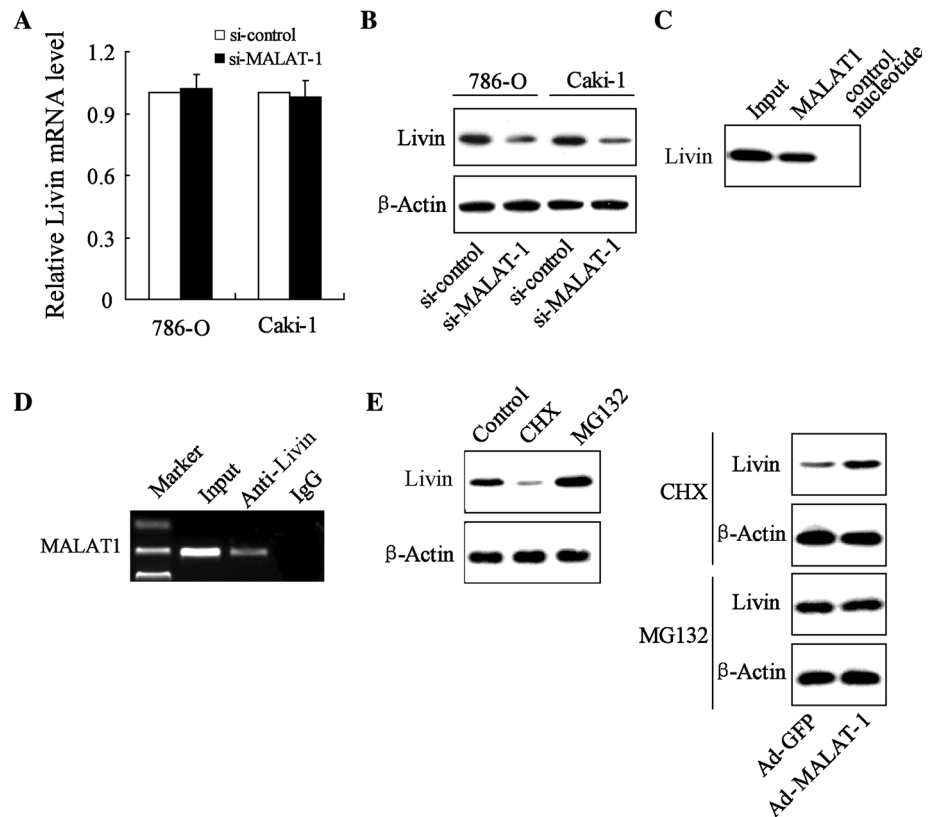 A
si-control
si-MALAT-1
Relative Livin mRNA level
1.2
0.9
0.6
0.3
0
786-O
Caki-1
B
786-O
Caki-1
Livin
β-Actin
si-control
si-MALAT-1
si-control
si-MALAT-1
C
Input
MALAT1
control
nucleotide
Livin
D
Marker
Input
Anti-Livin
IgG
MALAT1
E
Control
CHX
MG132
Livin
β-Actin
CHX
Livin
β-Actin
MG132
Livin
β-Actin
Ad-GFP
Ad-MALAT-1